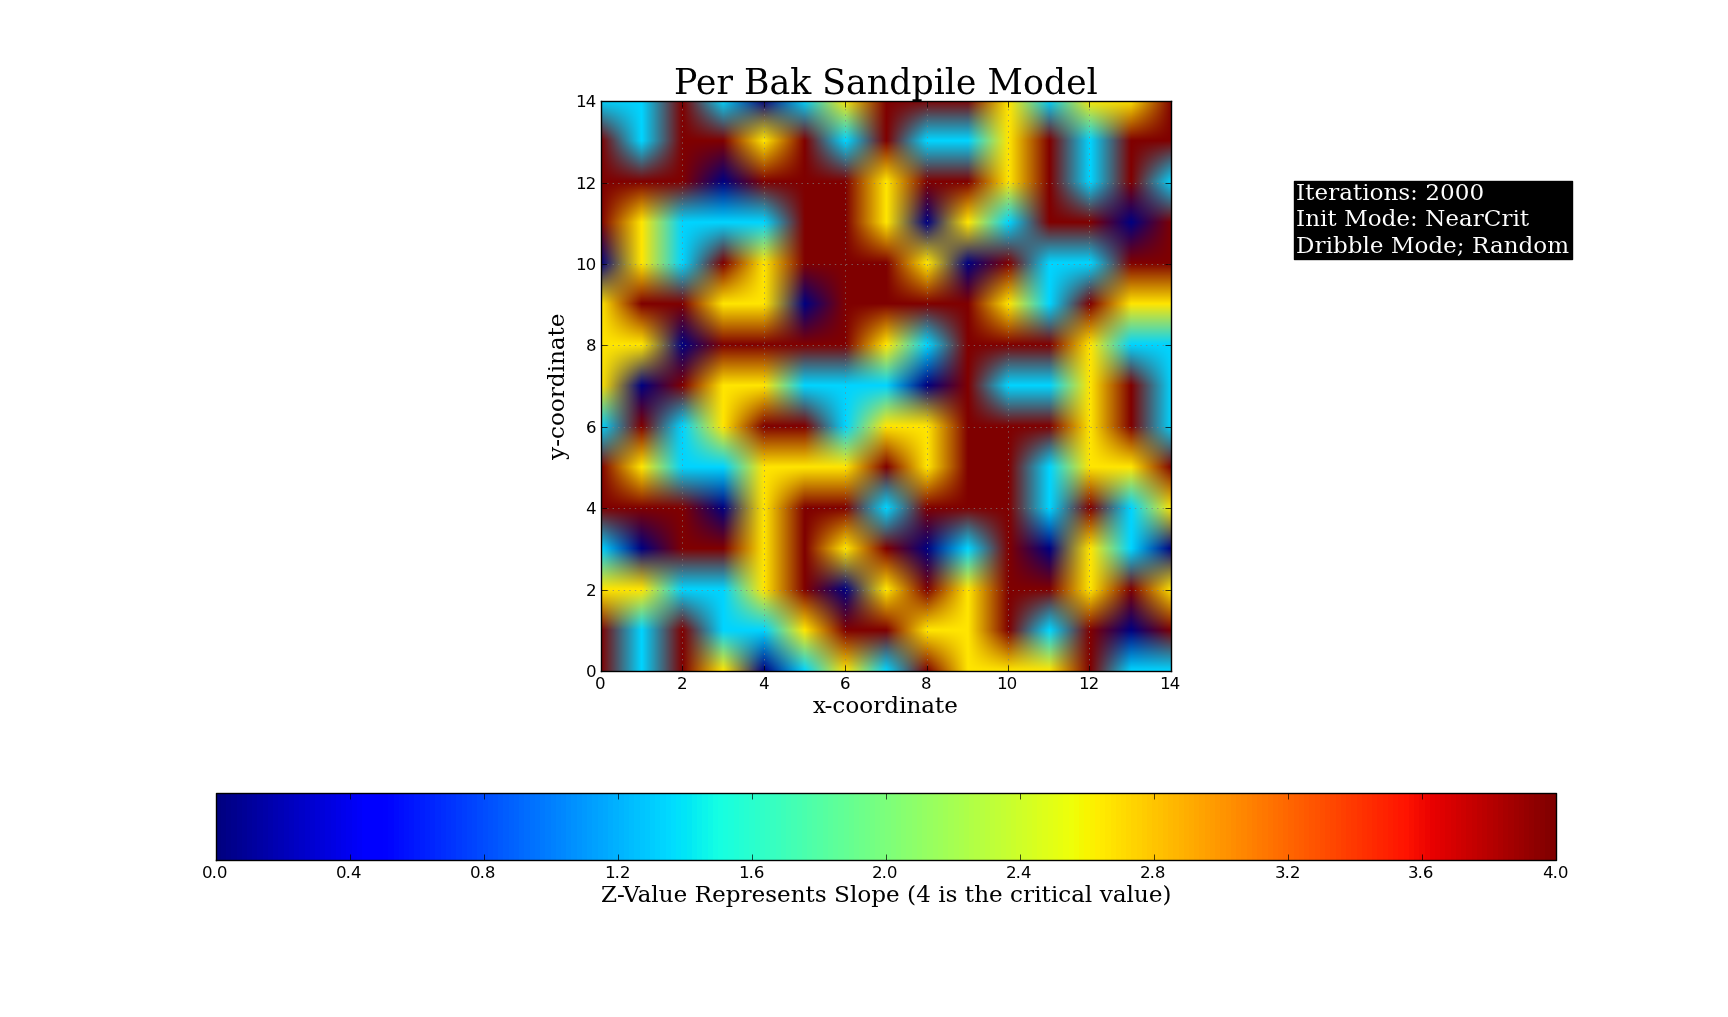 Per Bak Sandpile Model
14
12
10
8
6
4
2
0
y-coordinate
0 2 4 6 8 10 12 14
x-coordinate
Iterations: 2000
Init Mode: NearCrit
Dribble Mode; Random
0.0 0.4 0.8 1.2 1.6 2.0 2.4 2.8 3.2 3.6 4.0
Z-Value Represents Slope (4 is the critical value)